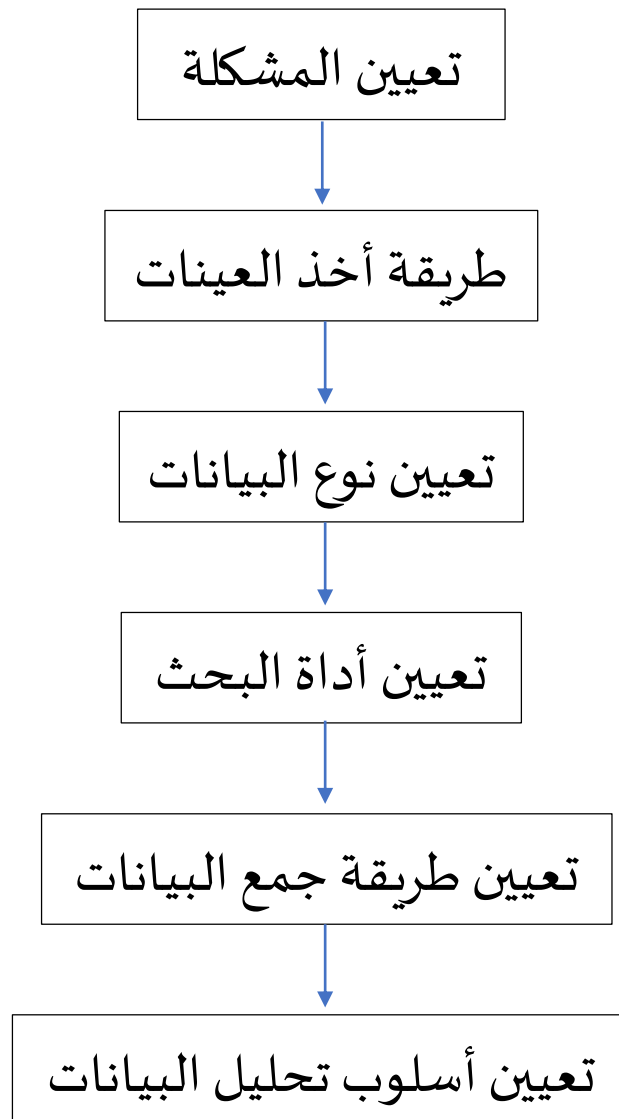 تعيين المشكلة
طريقة أخذ العينات
تعيين نوع البيانات
تعيين أداة البحث
تعيين طريقة جمع البيانات
تعيين أسلوب تحليل البيانات